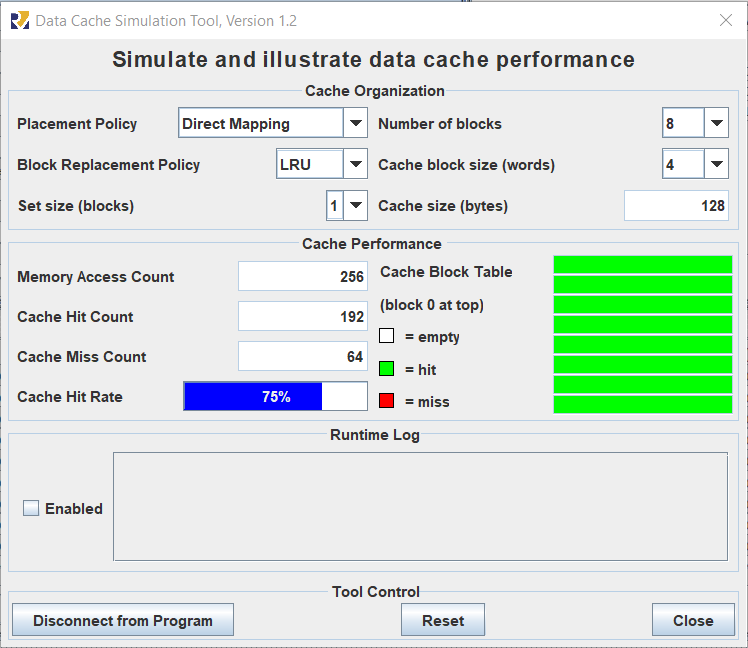 Data Cache Simulation Tool, Version 1.2
Simulate and illustrate data cache performance
Cache Organization
Placement Policy Direct Mapping Number of blocks 8
Block Replacement Policy LRU Cache block size (words) 4
Set size (blocks) 1 Cache size (bytes) 128
Cache Performance
Memory Access Count 256 Cache Block Table
Cache Hit Count 192 (block 0 at top)
= empty
Cache Miss Count 64 = hit
Cache Hit Rate 75% = miss
Runtime Log
Enabled
Tool Control
Disconnect from Program Reset Close